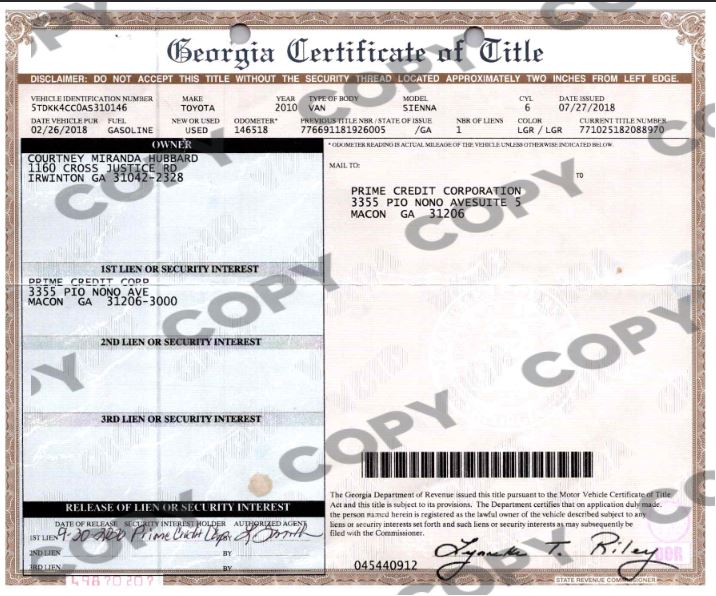 Georgia Certificate of Title
DISCLAIMER: DO NOT ACCEPT THIS TITLE WITHOUT THE SECURITY THREAD LOCATED APPROXIMATELY TWO INCHES FROM LEFT EDGE.
VEHICLE IDENTIFICATION NUMBER MAKE YEAR TYPE OF BODY MODEL CYL DATE ISSUED
5TDKK4CC0AS310146 TOYOTA 2010 VAN SIENNA 6 07/27/2018
DATE VEHICLE PUR FUEL NEW OR USED ODOMETER* PREVIOUS TITLE NBR / STATE OF ISSUE NBR OF LIENS COLOR CURRENT TITLE NUMBER
02/26/2018 GASOLINE USED 146518 776691181926005 /GA 1 LGR / LGR 771025182088970
OWNER
* ODOMETER READING IS ACTUAL MILEAGE OF THE VEHICLE UNLESS OTHERWISE INDICATED BELOW.
COURTNEY MIRANDA HUBBARD
1160 CROSS JUSTICE RD
IRWINTON GA 31042-2328
MAIL TO:
TO
PRIME CREDIT CORPORATION
3355 PIO NONO AVESUITE 5
MACON GA 31206
1ST LIEN OR SECURITY INTEREST
PRIME CREDIT CORP
3355 PIO NONO AVE
MACON GA 31206-3000
2ND LIEN OR SECURITY INTEREST
3RD LIEN OR SECURITY INTEREST
RELEASE OF LIEN OR SECURITY INTEREST
DATE OF RELEASE SECURITY INTEREST HOLDER AUTHORIZED AGENT
1ST LIEN 9-20-2020 Prime Credit Corp.
2ND LIEN BY
3RD LIEN BY
The Georgia Department of Revenue issued this title pursuant to the Motor Vehicle Certificate of Title
Act and this title is subject to its provisions. The Department certifies that on application duly made,
the person named herein is registered as the lawful owner of the vehicle described subject to any
liens or security interests set forth and such liens or security interests as may subsequently be
filed with the Commissioner.
Lynnette T. Riley
045440912
STATE REVENUE COMMISSIONER
COPY
COPY
COPY
COPY
COPY
COPY
COPY
COPY
COPY